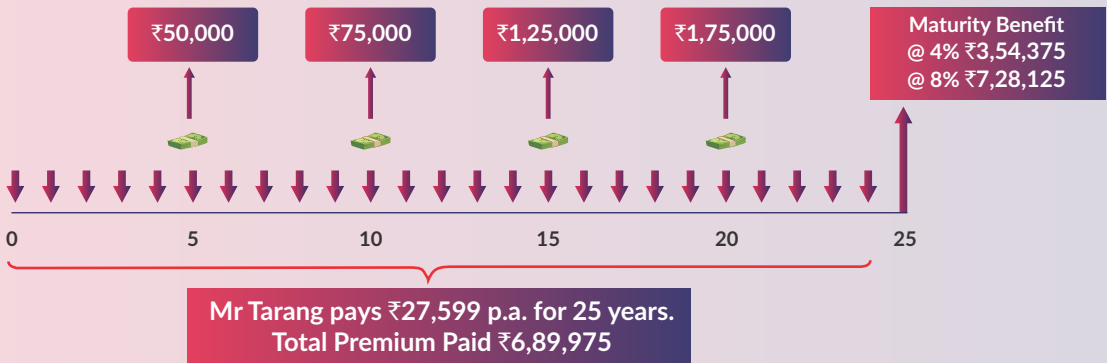 ₹50,000
₹75,000
₹1,25,000
₹1,75,000
Maturity Benefit
@ 4% ₹3,54,375
@ 8% ₹7,28,125
0
5
10
15
20
25
Mr Tarang pays ₹27,599 p.a. for 25 years.
Total Premium Paid ₹6,89,975